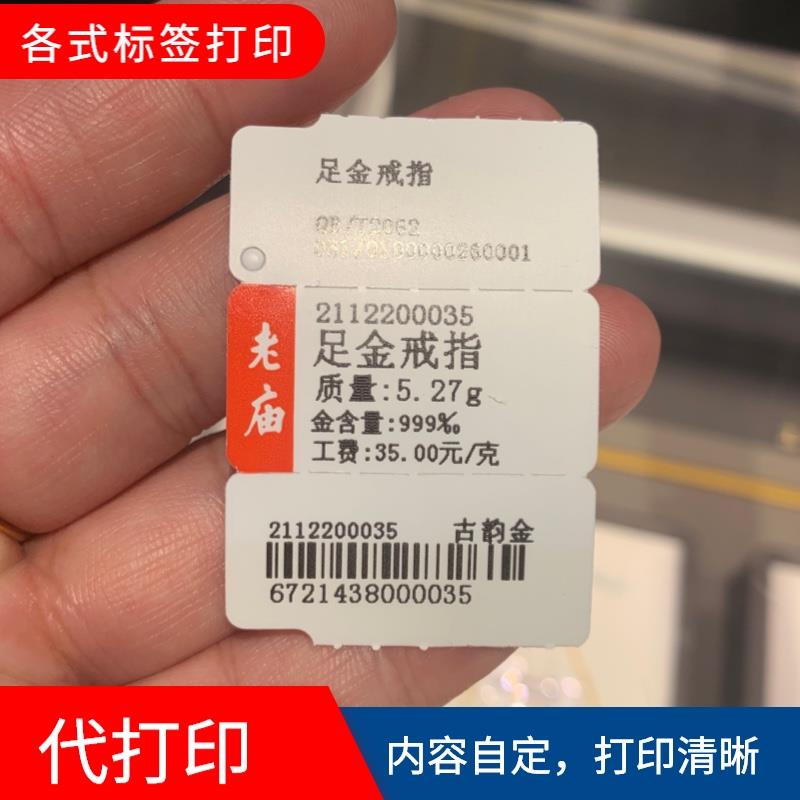 各式标签打印
足金戒指
QB/T2062
2112200035
足金戒指
质量:5.27g
金含量:999‰
工费:35.00元/克
老庙
2112200035 古韵金
6721438000035
代打印
内容自定，打印清晰